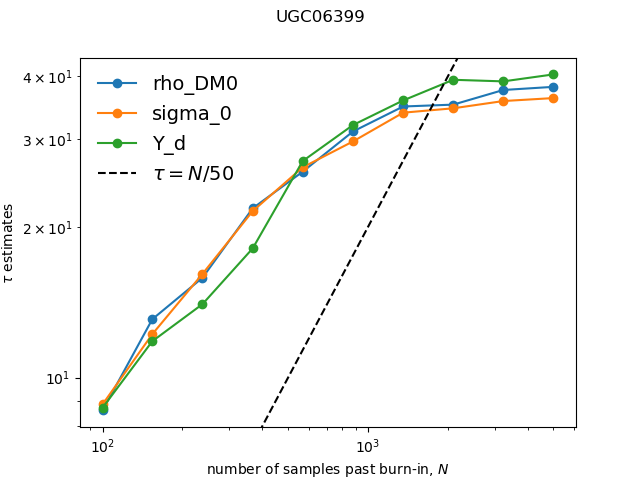 UGC06399
rho_DM0
sigma_0
Y_d
τ = N/50
4 × 10¹
3 × 10¹
2 × 10¹
10¹
τ estimates
10² 10³
number of samples past burn-in, N